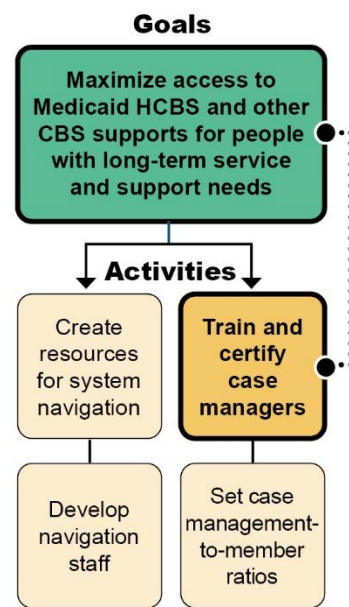 Goals
Maximize access to
Medicaid HCBS and other
CBS supports for people
with long-term service
and support needs
Activities
Create
resources
for system
navigation
Train and
certify
case
managers
Develop
navigation
staff
Set case
management-
to-member
ratios